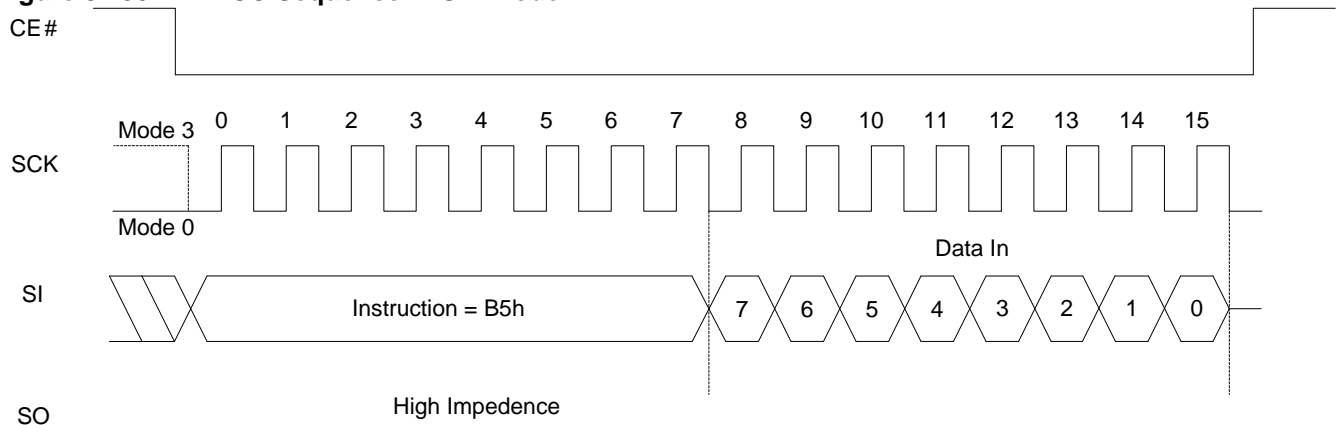 CE#
Mode 3
0 1 2 3 4 5 6 7 8 9 10 11 12 13 14 15
SCK
Mode 0
Data In
SI
Instruction = B5h
7 6 5 4 3 2 1 0
High Impedence
SO